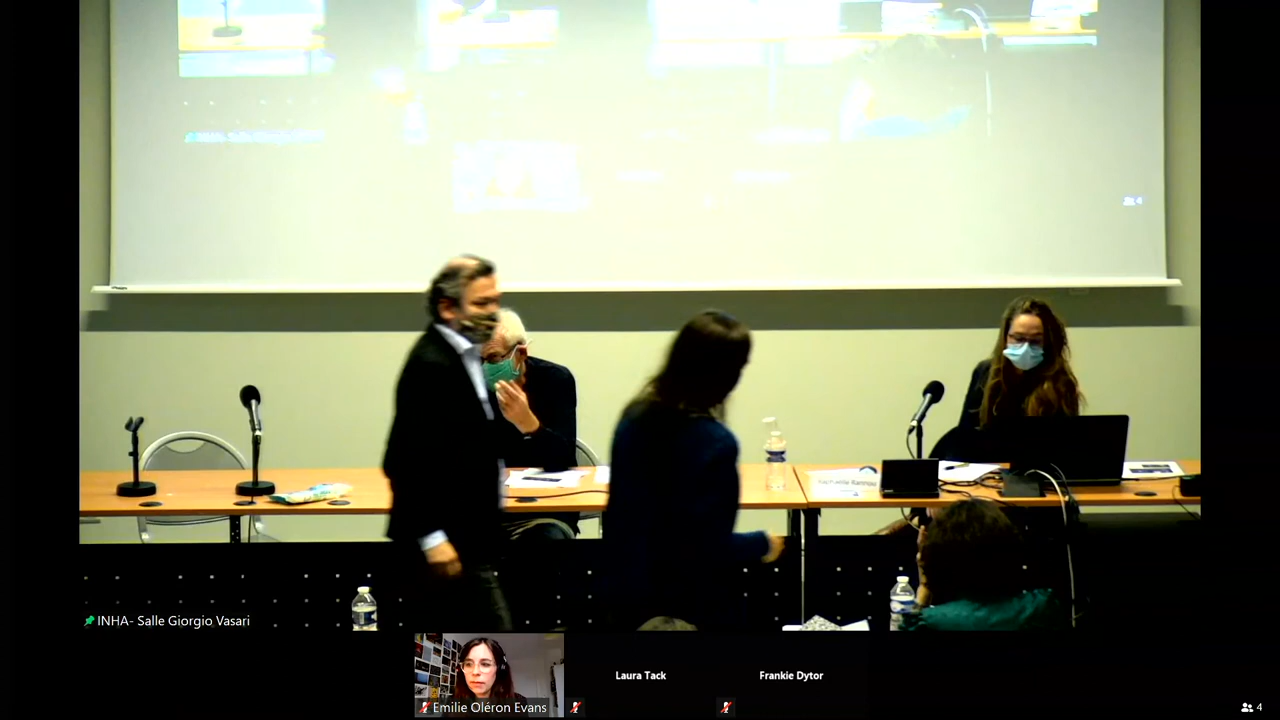 INHA- Salle Giorgio Vasari
Emilie Oléron Evans
Laura Tack
Frankie Dytor
4